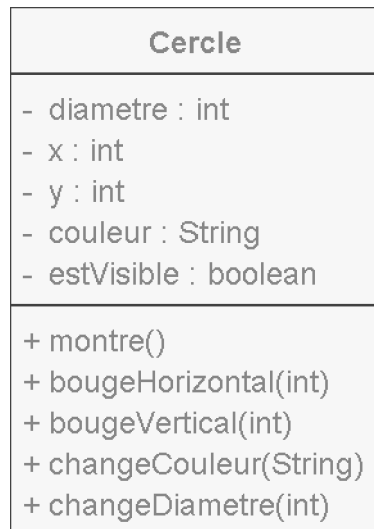 Cercle
- diametre : int
- x : int
- y : int
- couleur : String
- estVisible : boolean
+ montre()
+ bougeHorizontal(int)
+ bougeVertical(int)
+ changeCouleur(String)
+ changeDiametre(int)